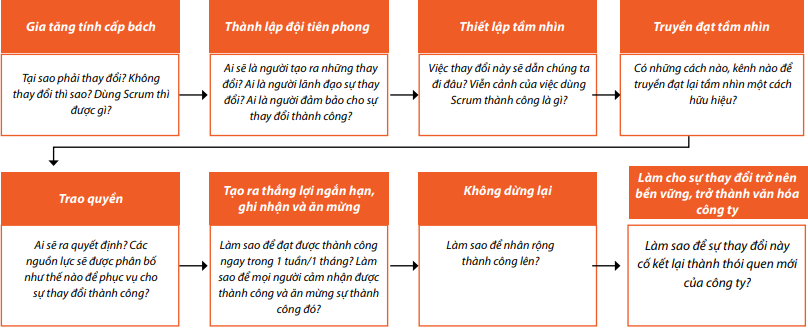 Gia tăng tính cấp bách
Tại sao phải thay đổi? Không
thay đổi thì sao? Dùng Scrum thì
được gì?
Thành lập đội tiên phong
Ai sẽ là người tạo ra những thay
đổi? Ai là người lãnh đạo sự thay
đổi? Ai là người đảm bảo cho sự
thay đổi thành công?
Thiết lập tầm nhìn
Việc thay đổi này sẽ dẫn chúng ta
đi đâu? Viễn cảnh của việc dùng
Scrum thành công là gì?
Truyền đạt tầm nhìn
Có những cách nào, kênh nào để
truyền đạt lại tầm nhìn một cách
hữu hiệu?
Trao quyền
Ai sẽ ra quyết định? Các
nguồn lực sẽ được phân bổ
như thế nào để phục vụ cho
sự thay đổi thành công?
Tạo ra thắng lợi ngắn hạn,
ghi nhận và ăn mừng
Làm sao để đạt được thành công
ngay trong 1 tuần/1 tháng? Làm
sao để mọi người cảm nhận được
thành công và ăn mừng sự thành
công đó?
Không dừng lại
Làm sao để nhân rộng
thành công lên?
Làm cho sự thay đổi trở nên
bền vững, trở thành văn hóa
công ty
Làm sao để sự thay đổi này
cố kết lại thành thói quen mới
của công ty?